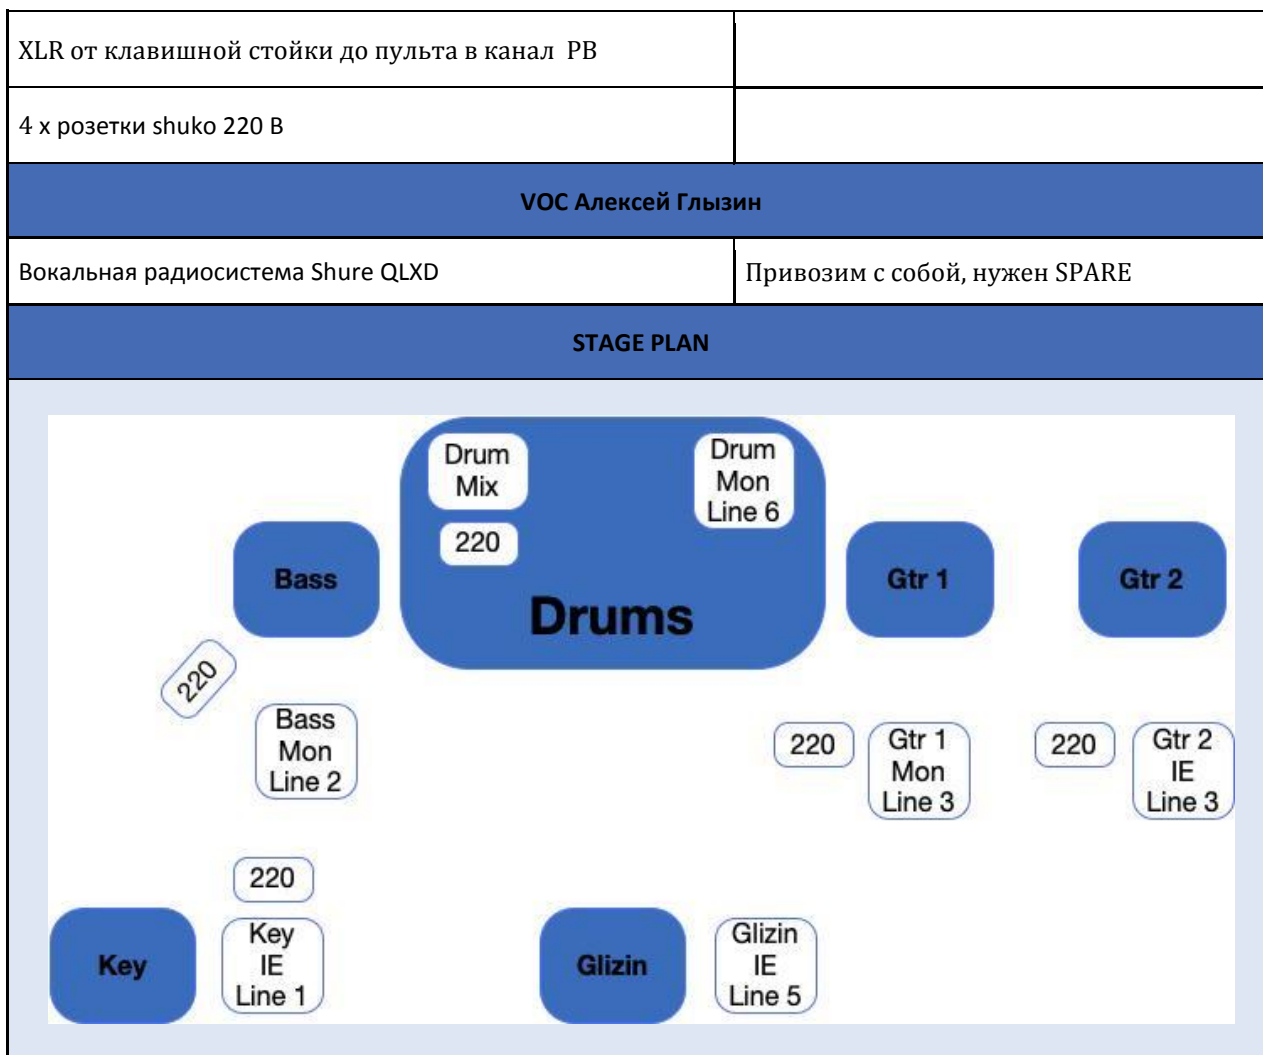 XLR от клавишной стойки до пульта в канал PB
4 х розетки shuko 220 В
VOC Алексей Глызин
Вокальная радиосистема Shure QLXD
Привозим с собой, нужен SPARE
STAGE PLAN
Drum
Mix
220
Drum
Mon
Line 6
Drums
Bass
Gtr 1
Gtr 2
220
Bass
Mon
Line 2
220
Gtr 1
Mon
Line 3
220
Gtr 2
IE
Line 3
220
Key
Key
IE
Line 1
Glizin
Glizin
IE
Line 5